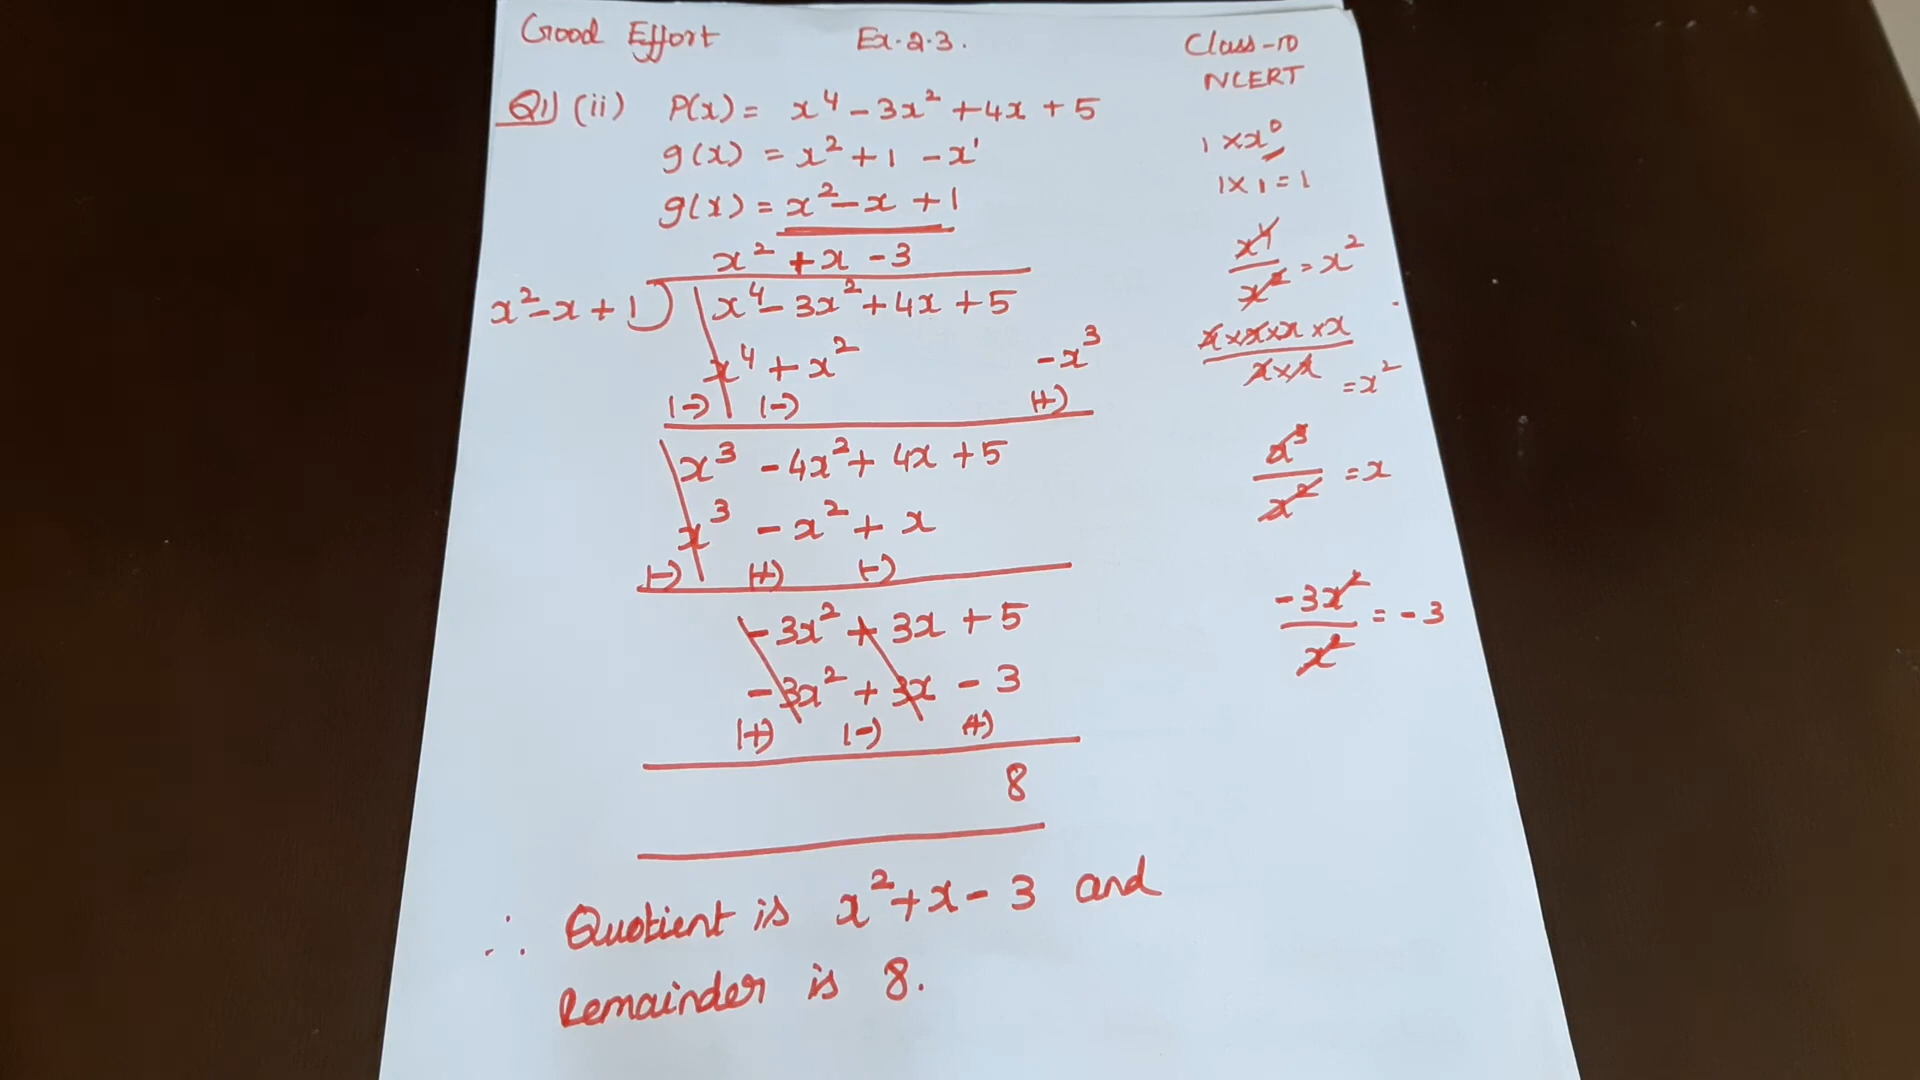 Good Effort Ex.2.3. Class-10
NCERT
Q1) (ii) P(x) = x⁴ - 3x² + 4x + 5
g(x) = x² + 1 - x¹
g(x) = x² - x + 1
x² + x - 3
x² - x + 1) x⁴ - 3x² + 4x + 5
x⁴ + x² - x³
(-) (-) (+)
x³ - 4x² + 4x + 5
x³ - x² + x
(-) (+) (-)
- 3x² + 3x + 5
- 3x² + 3x - 3
(+) (-) (+)
8
∴ Quotient is x² + x - 3 and
Remainder is 8.
1 × x⁰
1 × 1 = 1
x⁴/x² = x²
x × x × x × x / x × x = x²
x³/x² = x
-3x²/x² = -3